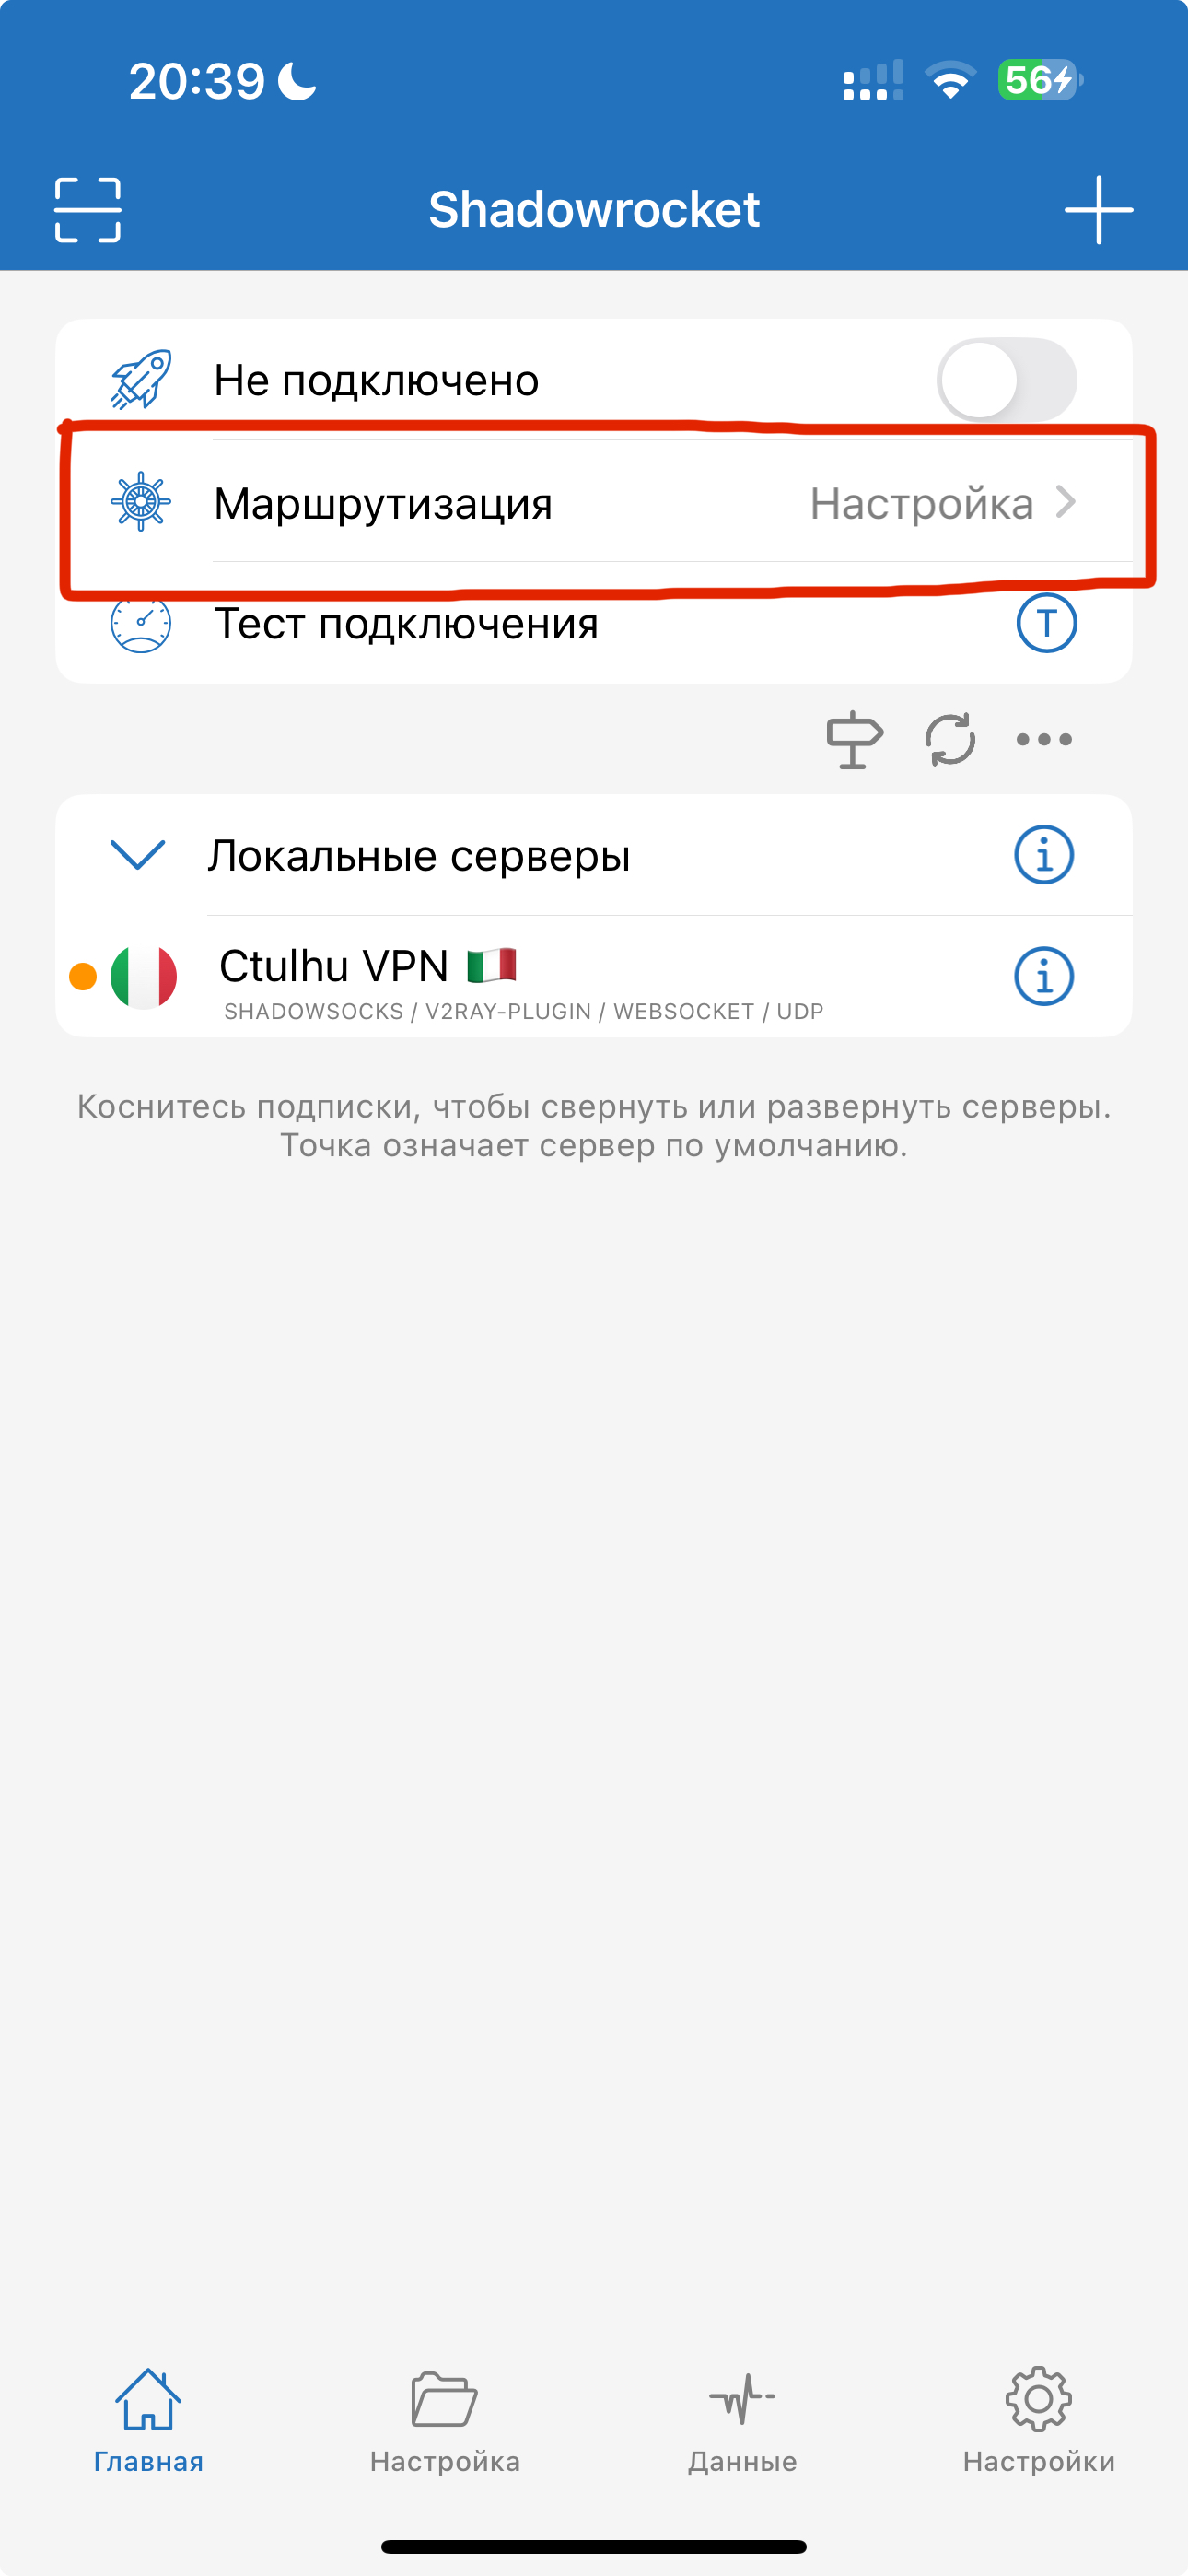 20:39
56
Shadowrocket
Не подключено
Маршрутизация
Настройка
Тест подключения
T
Локальные серверы
i
Ctulhu VPN 🇮🇹
i
SHADOWSOCKS / V2RAY-PLUGIN / WEBSOCKET / UDP
Коснитесь подписки, чтобы свернуть или развернуть серверы.
Точка означает сервер по умолчанию.
Главная
Настройка
Данные
Настройки